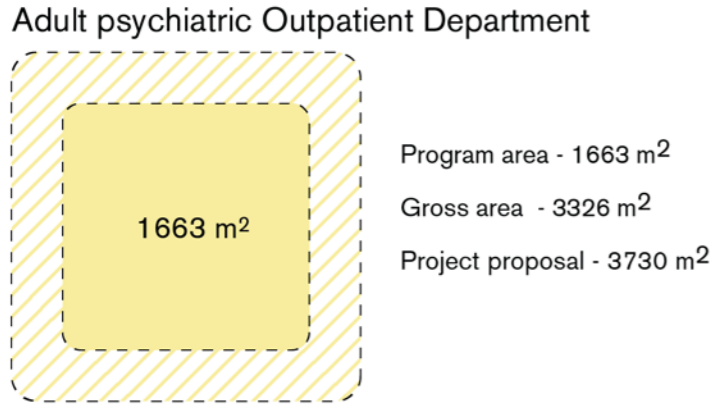 Adult psychiatric Outpatient Department
1663 m²
Program area - 1663 m²
Gross area - 3326 m²
Project proposal - 3730 m²